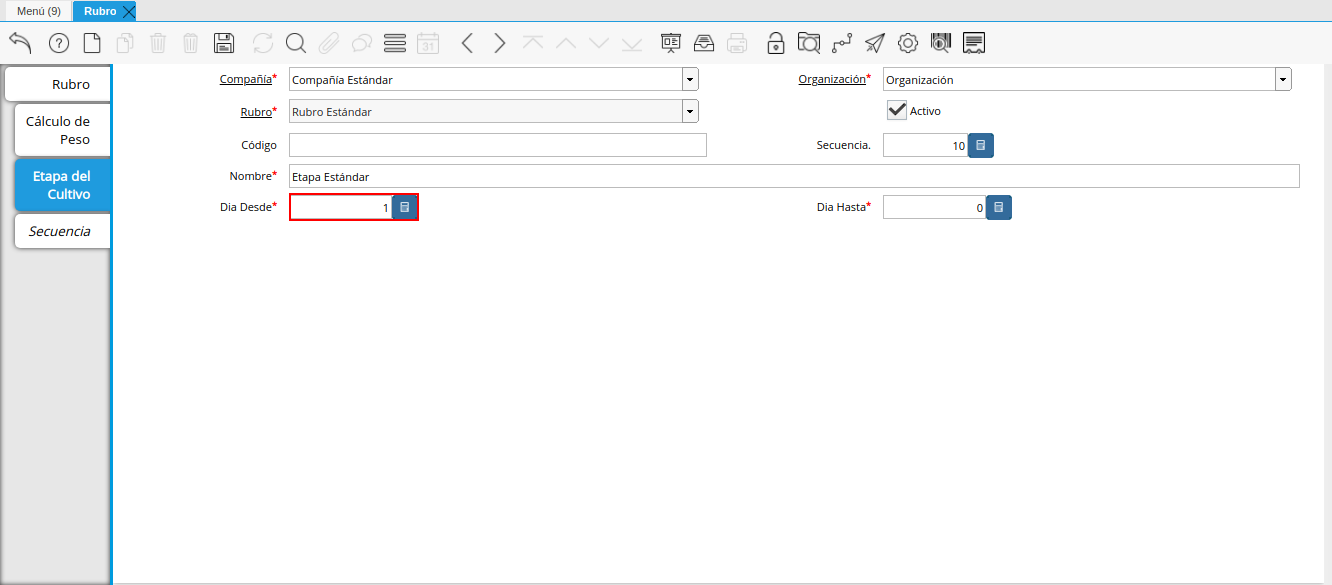 Menú (9)
Rubro
31
Rubro
Cálculo de
Peso
Etapa del
Cultivo
Secuencia
Compañía* Compañía Estándar
Organización* Organización
Rubro* Rubro Estándar
Activo
Código
Secuencia. 10
Nombre* Etapa Estándar
Dia Desde* 1
Dia Hasta* 0